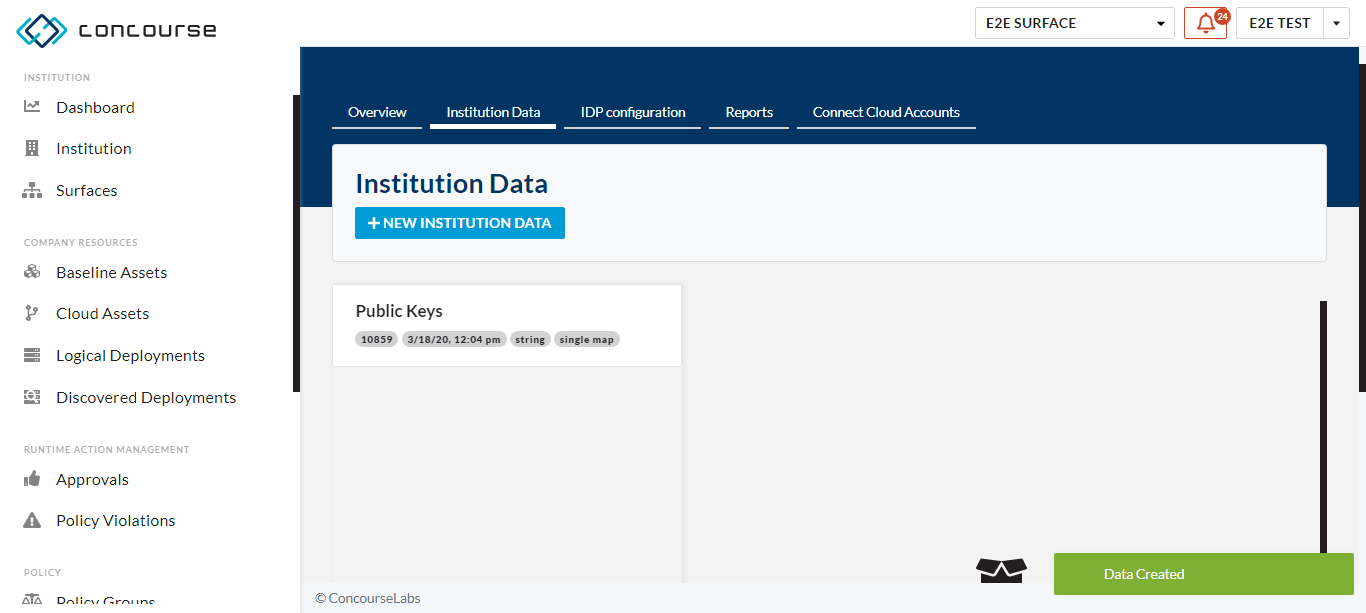 concourse
E2E SURFACE
24
E2E TEST
INSTITUTION
Dashboard
Institution
Surfaces
COMPANY RESOURCES
Baseline Assets
Cloud Assets
Logical Deployments
Discovered Deployments
RUNTIME ACTION MANAGEMENT
Approvals
Policy Violations
POLICY
Policy Groups
Overview Institution Data IDP configuration Reports Connect Cloud Accounts
Institution Data
+ NEW INSTITUTION DATA
Public Keys
10859 3/18/20, 12:04 pm string single map
Data Created
© ConcourseLabs